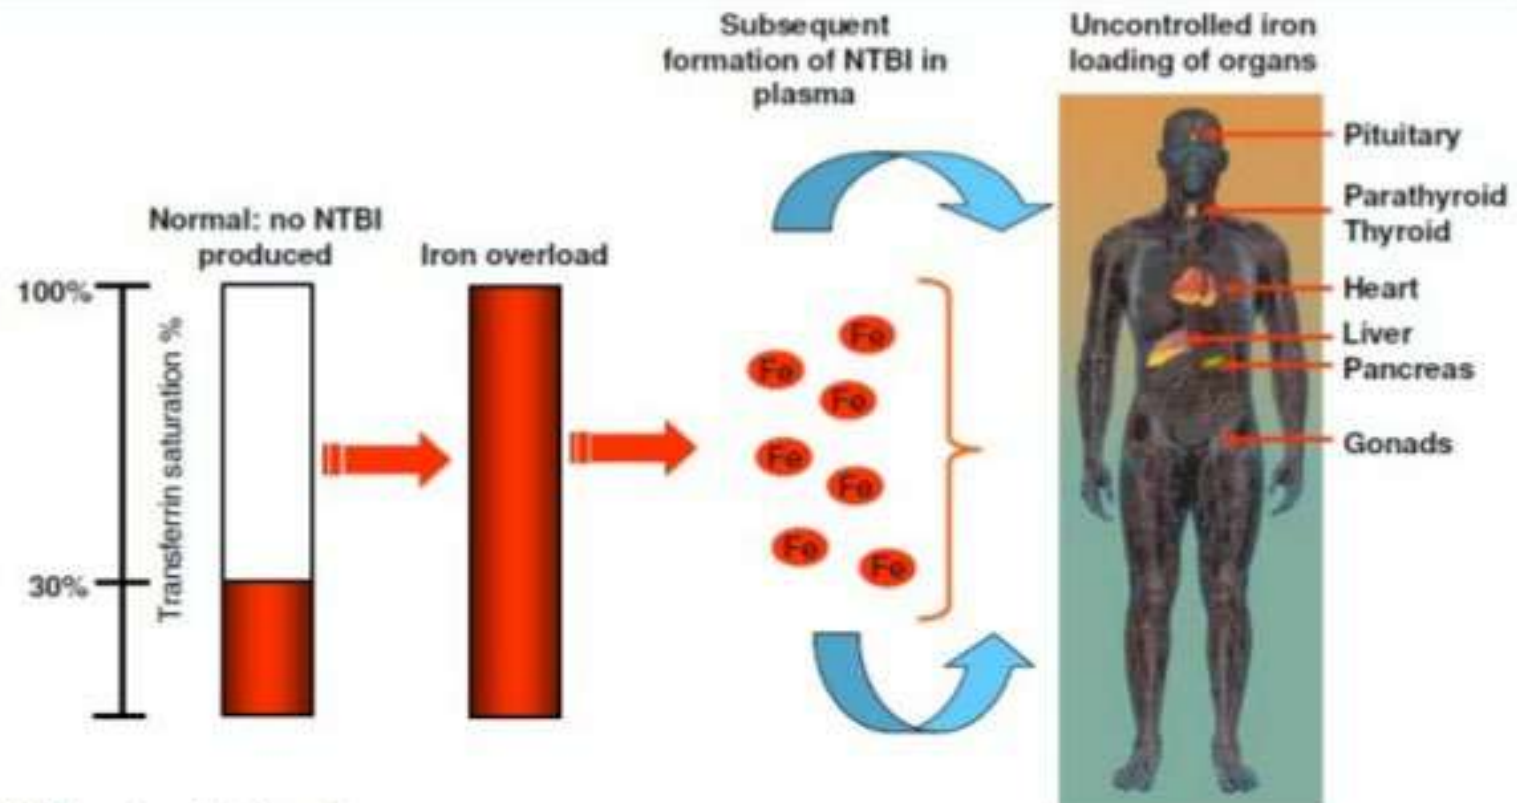 Subsequent
formation of NTBI in
plasma
Uncontrolled iron
loading of organs
Normal: no NTBI
produced
Iron overload
100%
30%
Transferrin saturation %
Fe
Fe
Fe
Fe
Fe
Fe
Fe
Pituitary
Parathyroid
Thyroid
Heart
Liver
Pancreas
Gonads